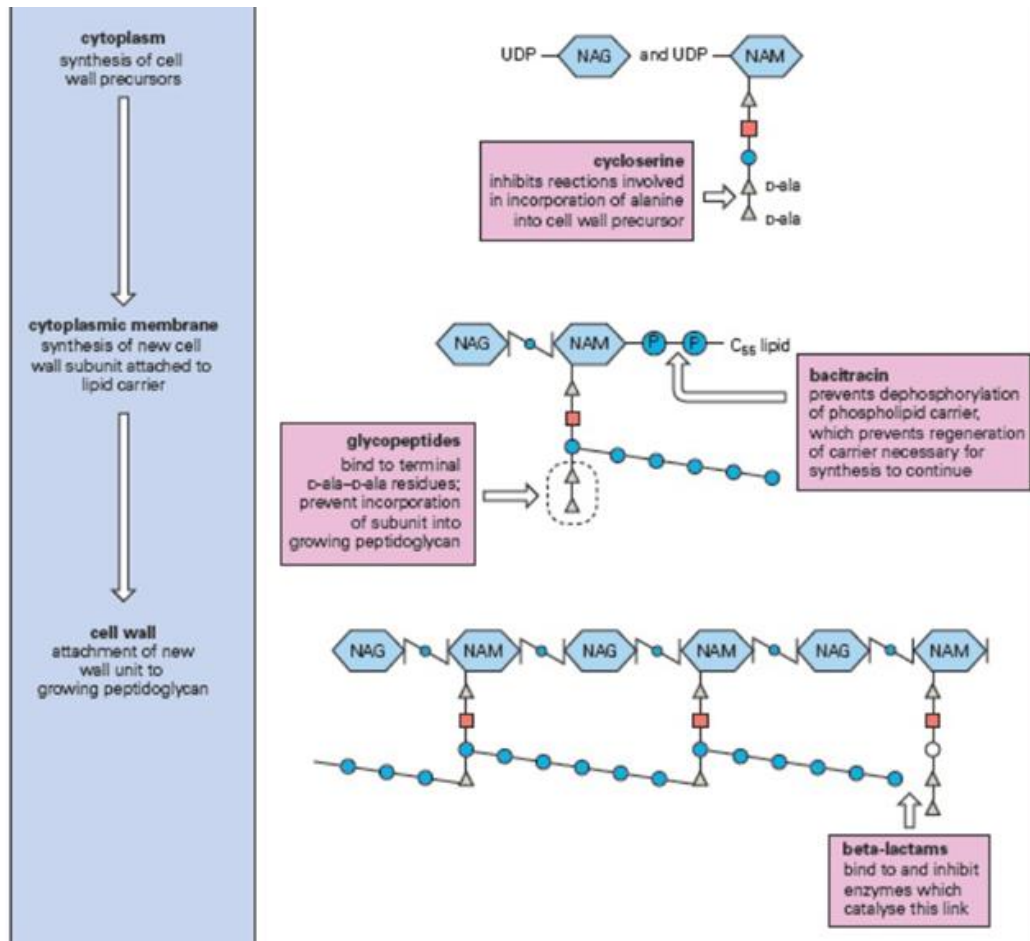 cytoplasm
synthesis of cell
wall precursors
UDP NAG and UDP NAM
cycloserine
inhibits reactions involved
in incorporation of alanine
into cell wall precursor
D-ala
D-ala
cytoplasmic membrane
synthesis of new cell
wall subunit attached to
lipid carrier
NAG NAM P P C55 lipid
bacitracin
prevents dephosphorylation
of phospholipid carrier,
which prevents regeneration
of carrier necessary for
synthesis to continue
glycopeptides
bind to terminal
D-ala–D-ala residues;
prevent incorporation
of subunit into
growing peptidoglycan
cell wall
attachment of new
wall unit to
growing peptidoglycan
NAG NAM NAG NAM NAG NAM
beta-lactams
bind to and inhibit
enzymes which
catalyse this link